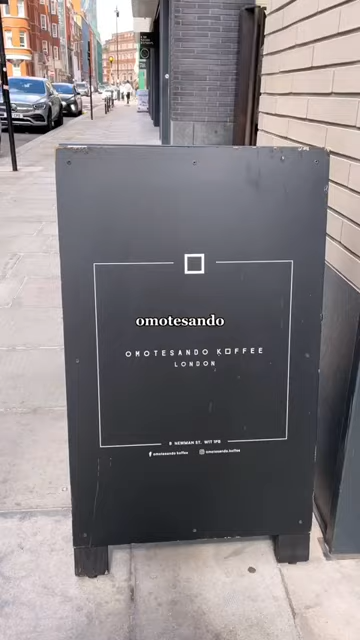 omotesando
OMOTESANDO KOFFEE
LONDON
8 NEWMAN ST. W1T 1PB
omotesando koffee omotesando.koffee